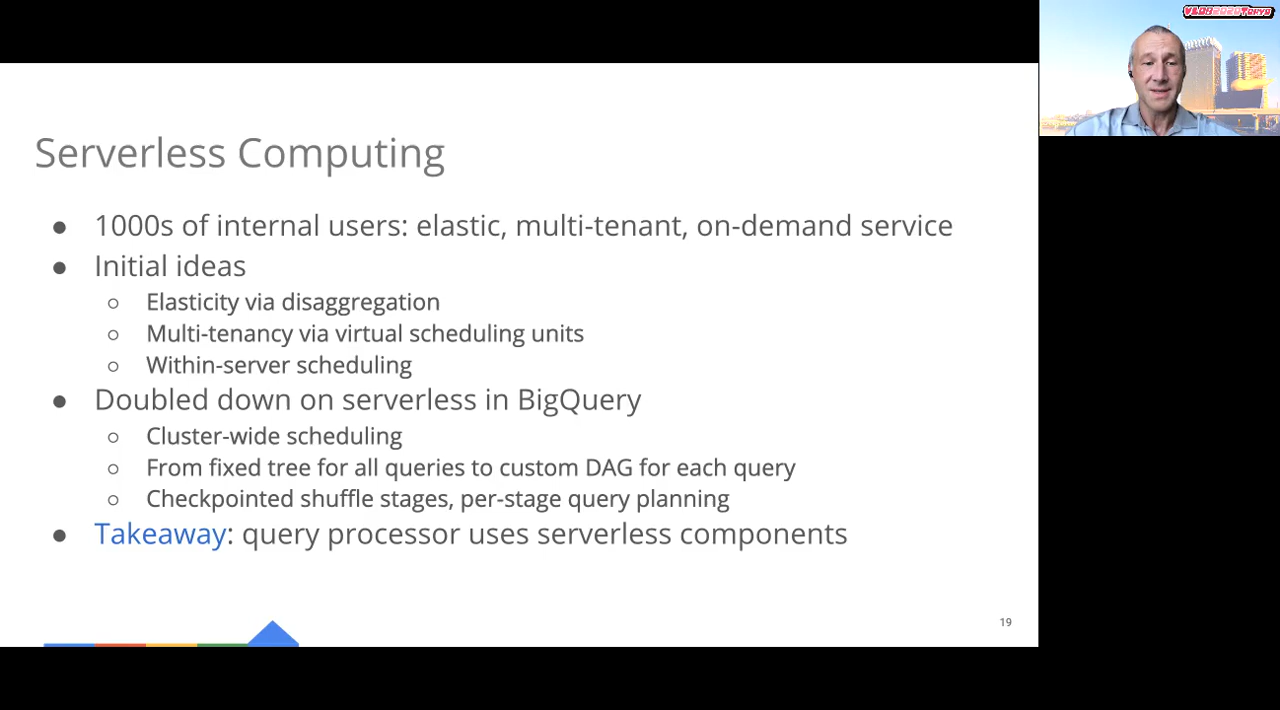 VLDB2020Tokyo
Serverless Computing
● 1000s of internal users: elastic, multi-tenant, on-demand service
● Initial ideas
○ Elasticity via disaggregation
○ Multi-tenancy via virtual scheduling units
○ Within-server scheduling
● Doubled down on serverless in BigQuery
○ Cluster-wide scheduling
○ From fixed tree for all queries to custom DAG for each query
○ Checkpointed shuffle stages, per-stage query planning
● Takeaway: query processor uses serverless components
19